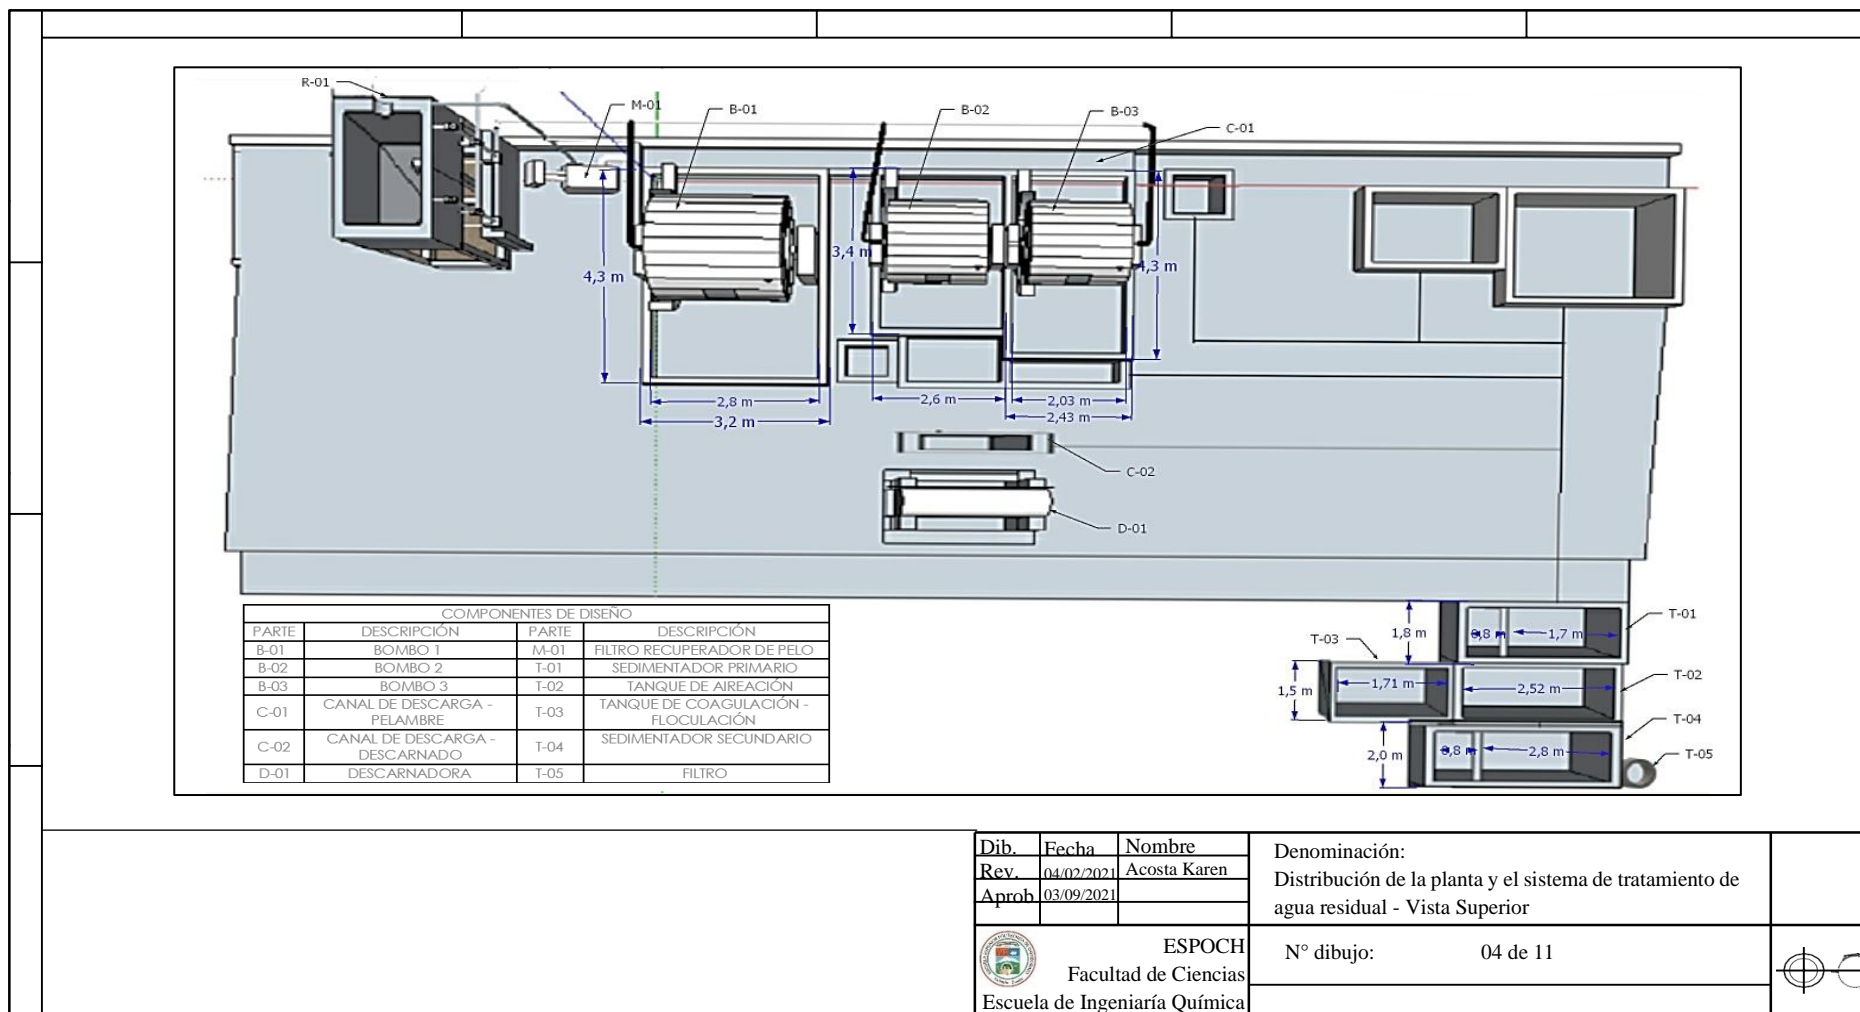 R-01
M-01
B-01
B-02
B-03
C-01
4,3 m
3,4 m
4,3 m
2,8 m
3,2 m
2,6 m
2,03 m
2,43 m
C-02
D-01
COMPONENTES DE DISEÑO
PARTE DESCRIPCIÓN PARTE DESCRIPCIÓN
B-01 BOMBO 1 M-01 FILTRO RECUPERADOR DE PELO
B-02 BOMBO 2 T-01 SEDIMENTADOR PRIMARIO
B-03 BOMBO 3 T-02 TANQUE DE AIREACIÓN
C-01 CANAL DE DESCARGA - PELAMBRE T-03 TANQUE DE COAGULACIÓN - FLOCULACIÓN
C-02 CANAL DE DESCARGA - DESCARNADO T-04 SEDIMENTADOR SECUNDARIO
D-01 DESCARNADORA T-05 FILTRO
T-01
1,8 m
0,8 m
1,7 m
T-03
T-02
1,5 m
1,71 m
2,52 m
T-04
2,0 m
0,8 m
2,8 m
T-05
Dib. Fecha Nombre
Rev. 04/02/2021 Acosta Karen
Aprob 03/09/2021
Denominación:
Distribución de la planta y el sistema de tratamiento de
agua residual - Vista Superior
ESPOCH
Facultad de Ciencias
Escuela de Ingeniaría Química
N° dibujo: 04 de 11